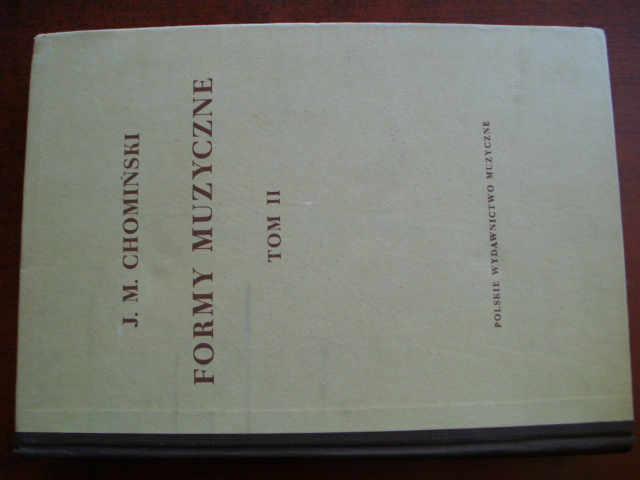 J. M. CHOMIŃSKI
FORMY MUZYCZNE
TOM II
POLSKIE WYDAWNICTWO MUZYCZNE